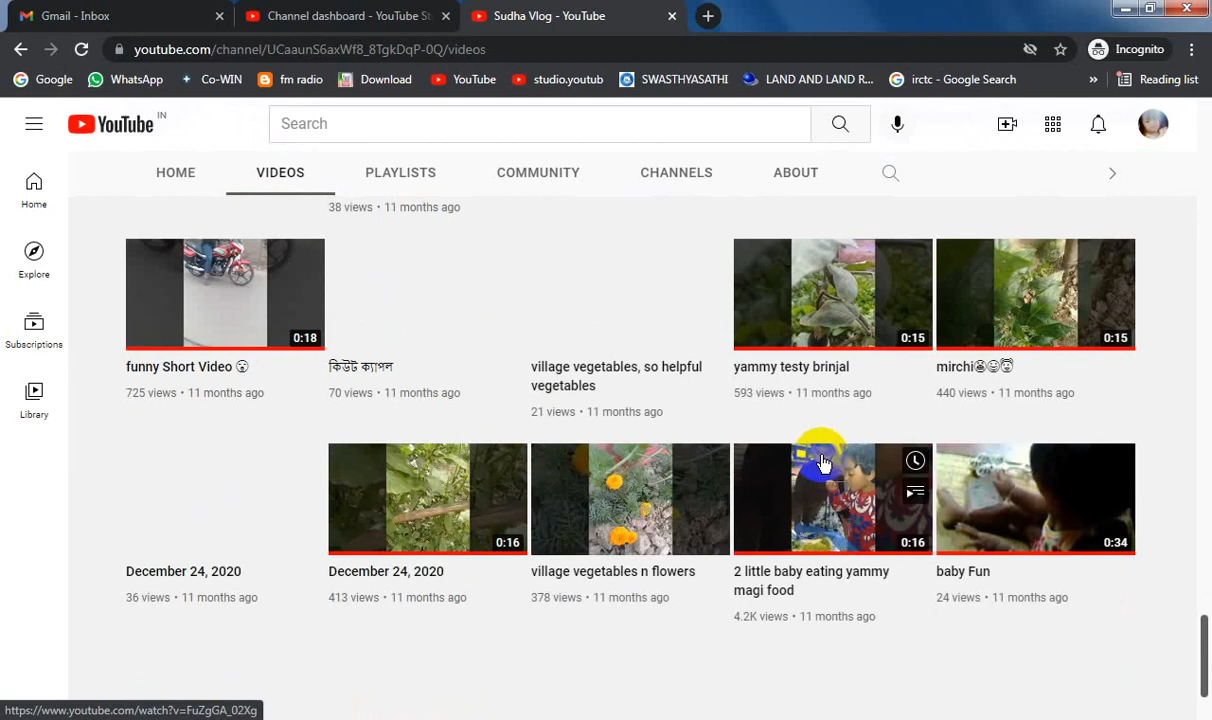 Gmail - Inbox
Channel dashboard - YouTube St
Sudha Vlog - YouTube
youtube.com/channel/UCaaunS6axWf8_8TgkDqP-0Q/videos
Incognito
Google
WhatsApp
Co-WIN
fm radio
Download
YouTube
studio.youtub
SWASTHYASATHI
LAND AND LAND R...
irctc - Google Search
»
Reading list
YouTube IN
Search
HOME
VIDEOS
PLAYLISTS
COMMUNITY
CHANNELS
ABOUT
Home
Explore
Subscriptions
Library
38 views • 11 months ago
0:18
0:15
0:15
funny Short Video 😮
কিউট ক্যাপল
village vegetables, so helpful
vegetables
yammy testy brinjal
mirchi😭😊😇
725 views • 11 months ago
70 views • 11 months ago
21 views • 11 months ago
593 views • 11 months ago
440 views • 11 months ago
0:16
0:16
0:34
December 24, 2020
December 24, 2020
village vegetables n flowers
2 little baby eating yammy
magi food
baby Fun
36 views • 11 months ago
413 views • 11 months ago
378 views • 11 months ago
4.2K views • 11 months ago
24 views • 11 months ago
https://www.youtube.com/watch?v=FuZgGA_02Xg